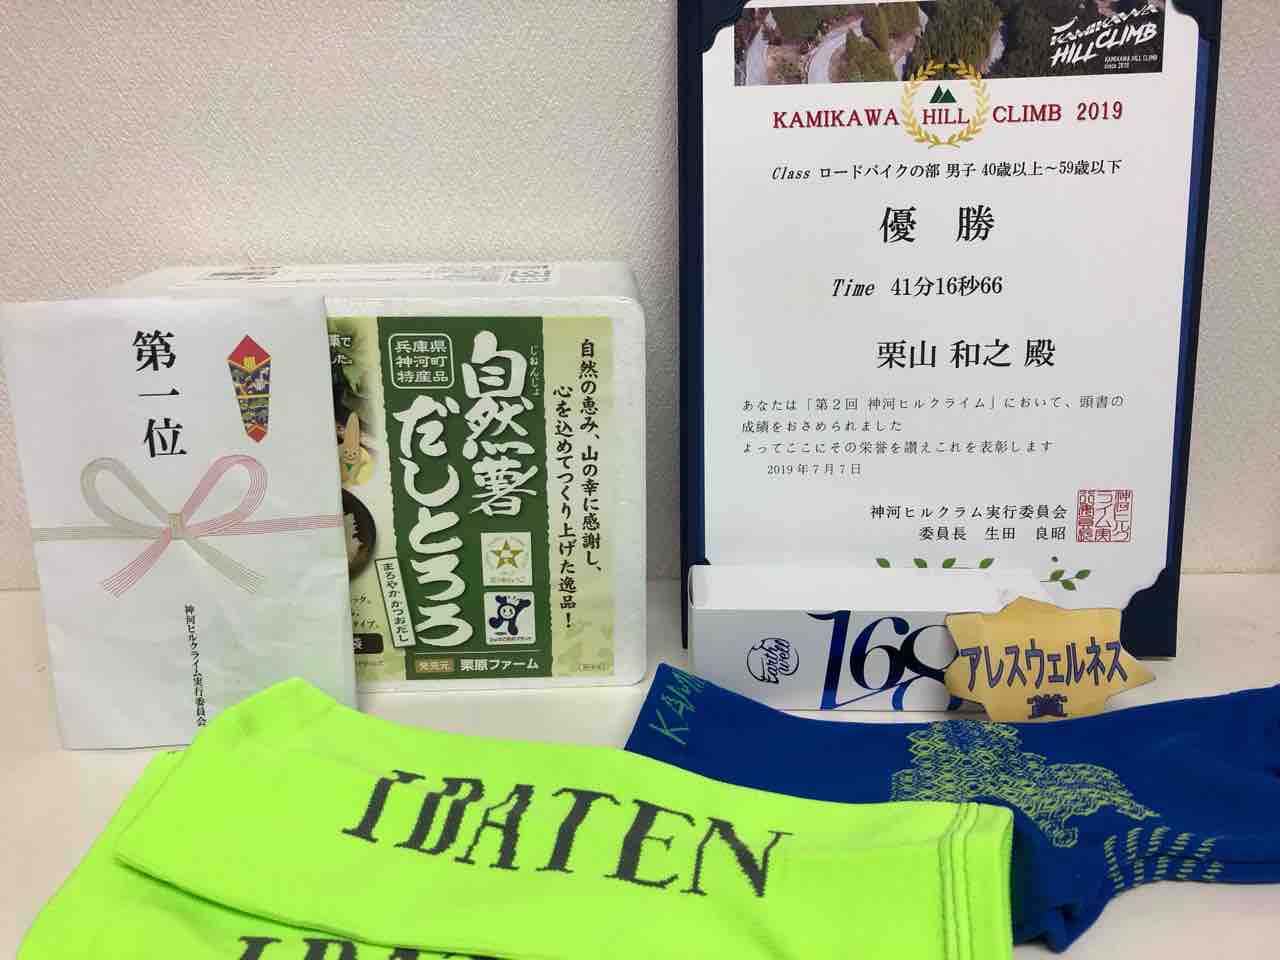 KAMIKAWA
HILL CLIMB
KAMIKAWA HILL CLIMB
since 2018
KAMIKAWA HILL CLIMB 2019
Class ロードバイクの部 男子 40歳以上～59歳以下
優 勝
Time 41分16秒66
栗山 和之 殿
あなたは「第２回 神河ヒルクライム」において、頭書の
成績をおさめられました
よってここにその栄誉を讃えこれを表彰します
2019年7月7日
神河ヒルクラム実行委員会
委員長 生田 良昭
第一位
神河ヒルクライム実行委員会
兵庫県
神河町
特産品
自然薯
じねんじょ
だしとろろ
まろやかかつおだし
自然の恵み、山の幸に感謝し、
心を込めてつくり上げた逸品！
発売元 栗原ファーム
Earth
well
168
アレスウェルネス
賞
IDATEN
IDATEN
KAMI